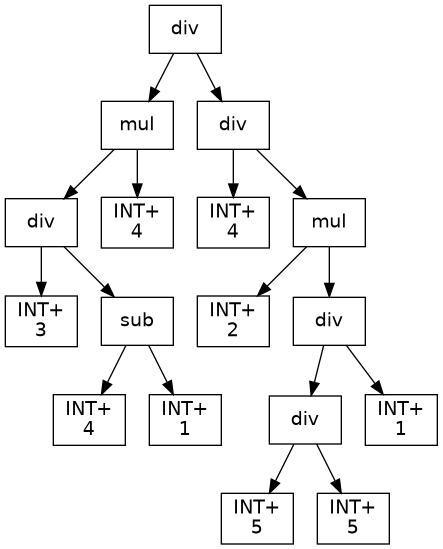 div
mul
div
div
INT+
4
INT+
4
mul
INT+
3
sub
INT+
2
div
INT+
4
INT+
1
div
INT+
1
INT+
5
INT+
5